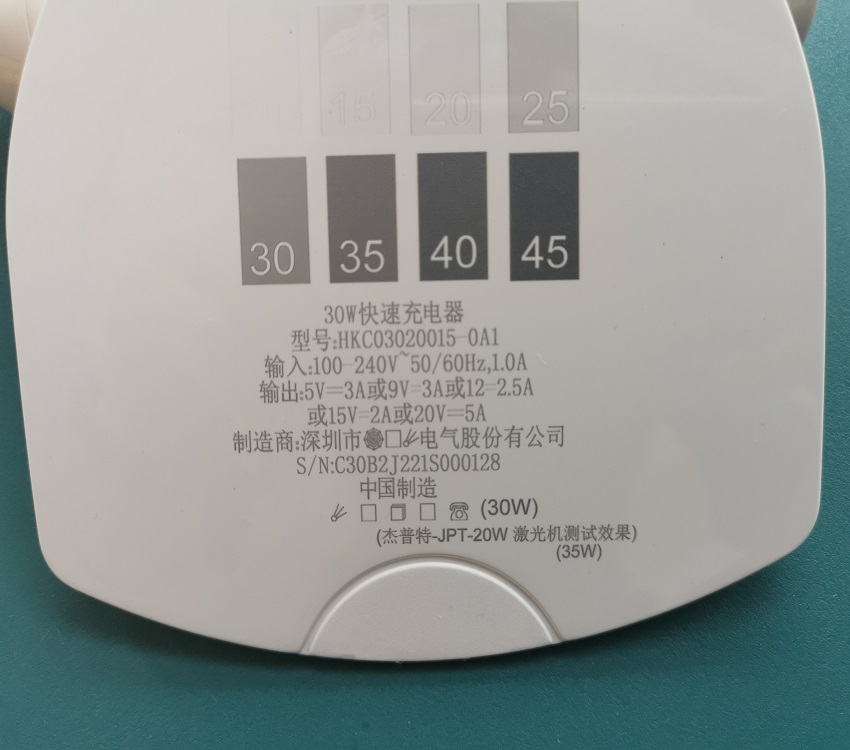 15 20 25
30 35 40 45
30W快速充电器
型号:HKC03020015-0A1
输入:100-240V~50/60Hz,1.0A
输出:5V=3A或9V=3A或12=2.5A
或15V=2A或20V=5A
制造商:深圳市□电气股份有限公司
S/N:C30B2J221S000128
中国制造
□ □ □ ☎ (30W)
(杰普特-JPT-20W 激光机测试效果)
(35W)